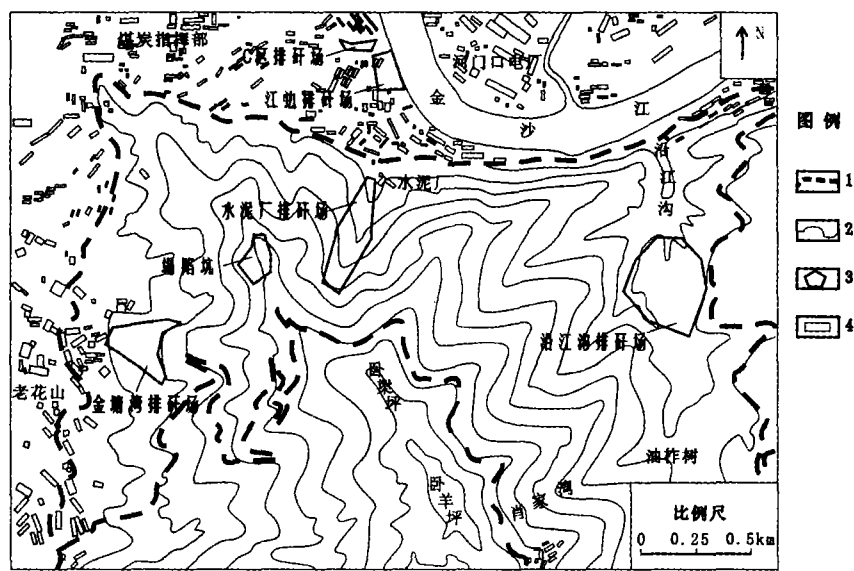 煤炭指挥部
C区排矸场
江边排矸场
河门口电厂
N
金
沙
江
沿
江
沟
水泥厂
水泥厂排矸场
塌陷坑
沿江沟排矸场
老花山
金塘湾排矸场
卧
柴
坪
卧
羊
坪
肖
家
湾
油柞树
比例尺
0 0.25 0.5km
图例
1
2
3
4